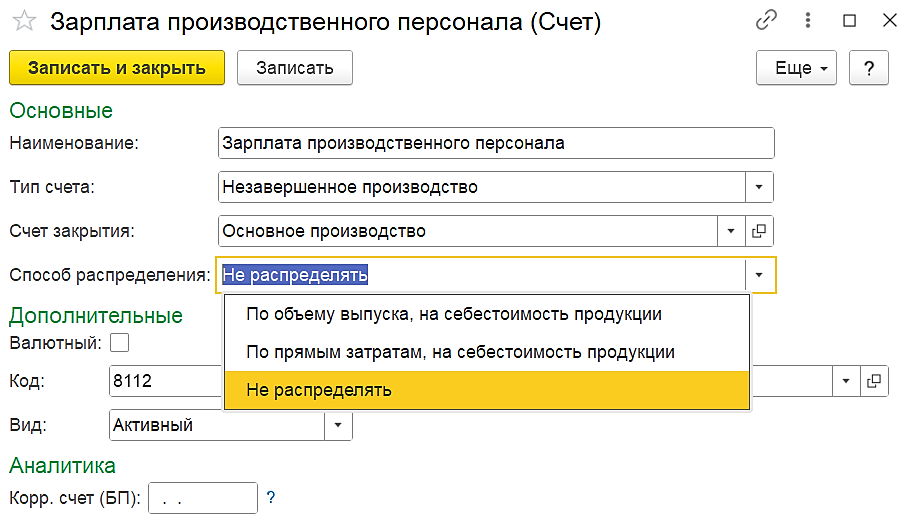 Зарплата производственного персонала (Счет)
Записать и закрыть Записать Еще ?
Основные
Наименование: Зарплата производственного персонала
Тип счета: Незавершенное производство
Счет закрытия: Основное производство
Способ распределения: Не распределять
По объему выпуска, на себестоимость продукции
По прямым затратам, на себестоимость продукции
Не распределять
Дополнительные
Валютный:
Код: 8112
Вид: Активный
Аналитика
Корр. счет (БП): . . ?